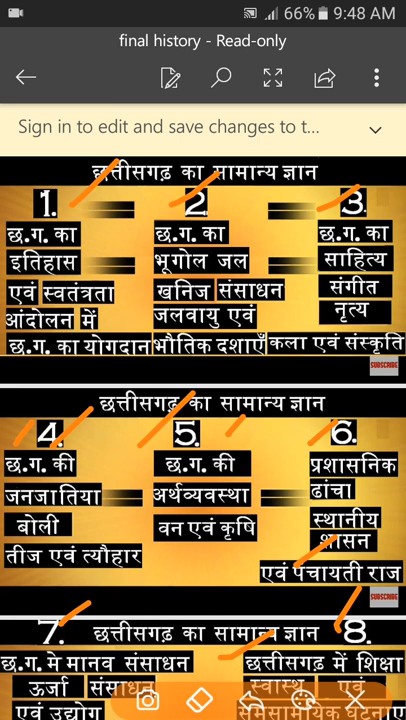 66% 9:48 AM
final history - Read-only
Sign in to edit and save changes to t...
छत्तीसगढ़ का सामान्य ज्ञान
1.
छ.ग. का
इतिहास
एवं स्वतंत्रता
आंदोलन में
छ.ग. का योगदान
2
छ.ग. का
भूगोल जल
खनिज संसाधन
जलवायु एवं
भौतिक दशाएँ
3.
छ.ग. का
साहित्य
संगीत
नृत्य
कला एवं संस्कृति
SUBSCRIBE
छत्तीसगढ़ का सामान्य ज्ञान
4.
छ.ग. की
जनजातिया
बोली
तीज एवं त्यौहार
5.
छ.ग. की
अर्थव्यवस्था
वन एवं कृषि
6.
प्रशासनिक
ढांचा
स्थानीय
शासन
एवं पंचायती राज
SUBSCRIBE
छत्तीसगढ़ का सामान्य ज्ञान
7.
छ.ग. मे मानव संसाधन
ऊर्जा संसाधन
एवं उद्योग
8.
छत्तीसगढ़ में शिक्षा
स्वास्थ एवं